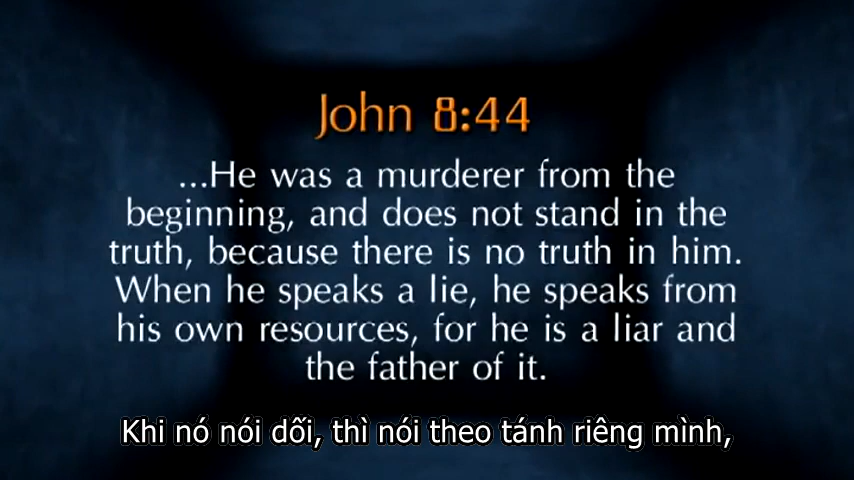 John 8:44
...He was a murderer from the
beginning, and does not stand in the
truth, because there is no truth in him.
When he speaks a lie, he speaks from
his own resources, for he is a liar and
the father of it.
Khi nó nói dối, thì nói theo tánh riêng mình,